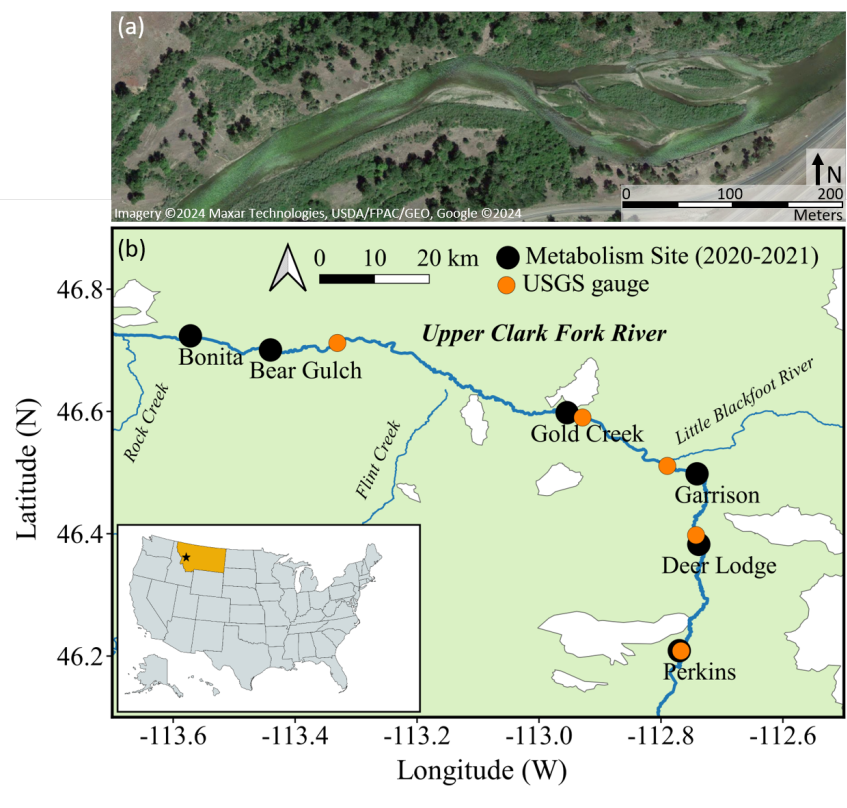 (a)
N
0 100 200
Meters
Imagery ©2024 Maxar Technologies, USDA/FPAC/GEO, Google ©2024
(b)
0 10 20 km
Metabolism Site (2020-2021)
USGS gauge
46.8
Upper Clark Fork River
Bonita
Bear Gulch
Rock Creek
Little Blackfoot River
46.6
Gold Creek
Flint Creek
Garrison
Latitude (N)
46.4
Deer Lodge
46.2
Perkins
-113.6 -113.4 -113.2 -113.0 -112.8 -112.6
Longitude (W)